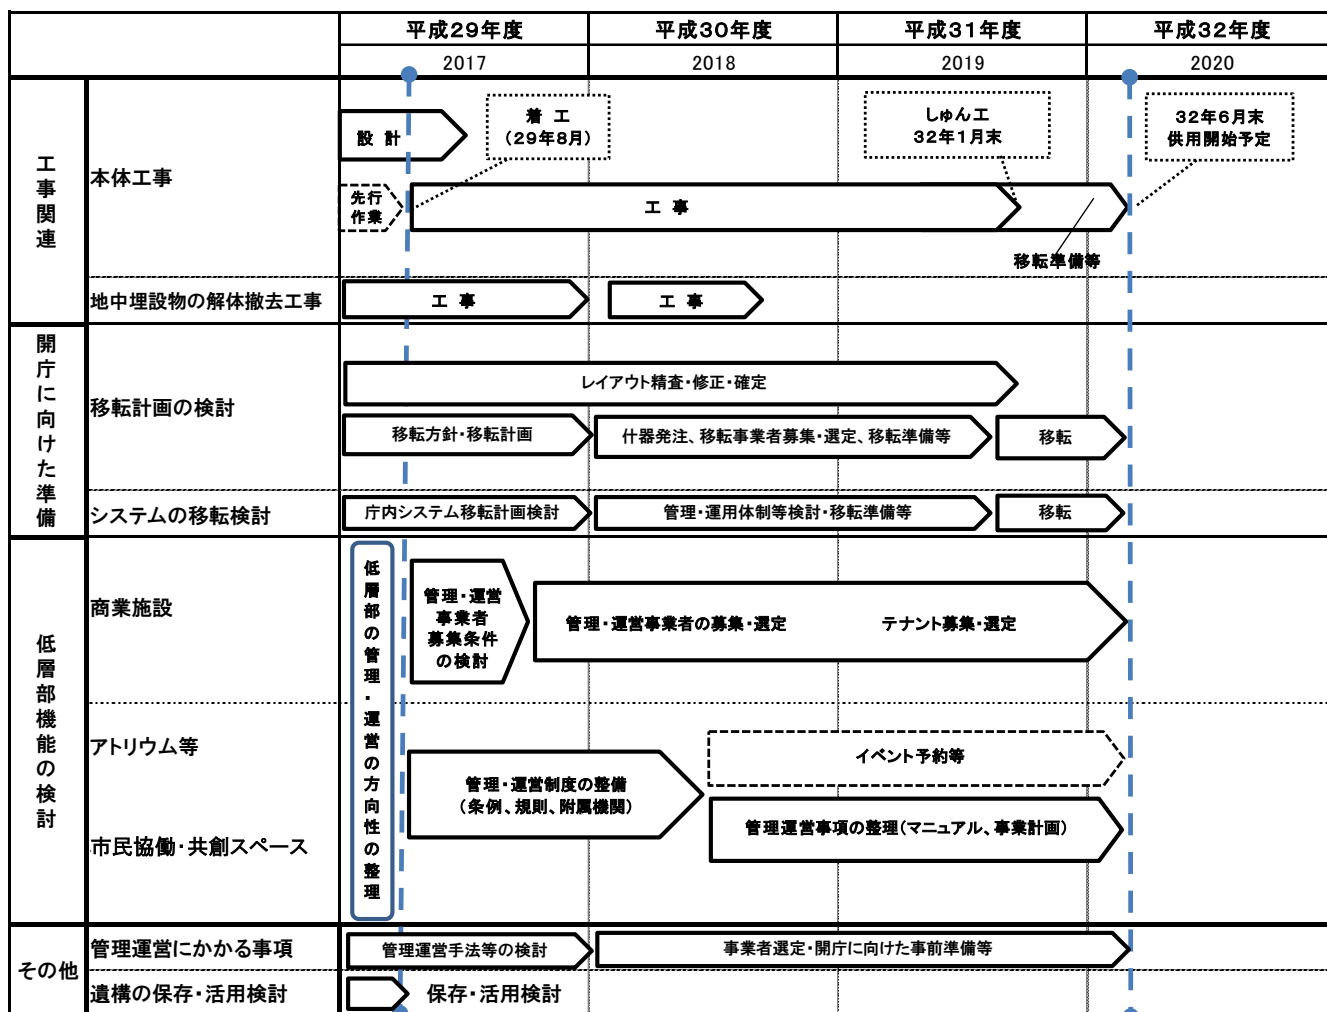 平成29年度
平成30年度
平成31年度
平成32年度
2017
2018
2019
2020
工事関連
本体工事
設 計
着 工
(29年8月)
しゅん工
32年1月末
32年6月末
供用開始予定
先行
作業
工 事
移転準備等
地中埋設物の解体撤去工事
工 事
工 事
開庁に向けた準備
移転計画の検討
レイアウト精査・修正・確定
移転方針・移転計画
什器発注、移転事業者募集・選定、移転準備等
移転
システムの移転検討
庁内システム移転計画検討
管理・運用体制等検討・移転準備等
移転
低層部機能の検討
低層部の管理・運営の方向性の整理
商業施設
管理・運営
事業者
募集条件
の検討
管理・運営事業者の募集・選定
テナント募集・選定
アトリウム等
イベント予約等
管理・運営制度の整備
(条例、規則、附属機関)
市民協働・共創スペース
管理運営事項の整理(マニュアル、事業計画)
その他
管理運営にかかる事項
管理運営手法等の検討
事業者選定・開庁に向けた事前準備等
遺構の保存・活用検討
保存・活用検討